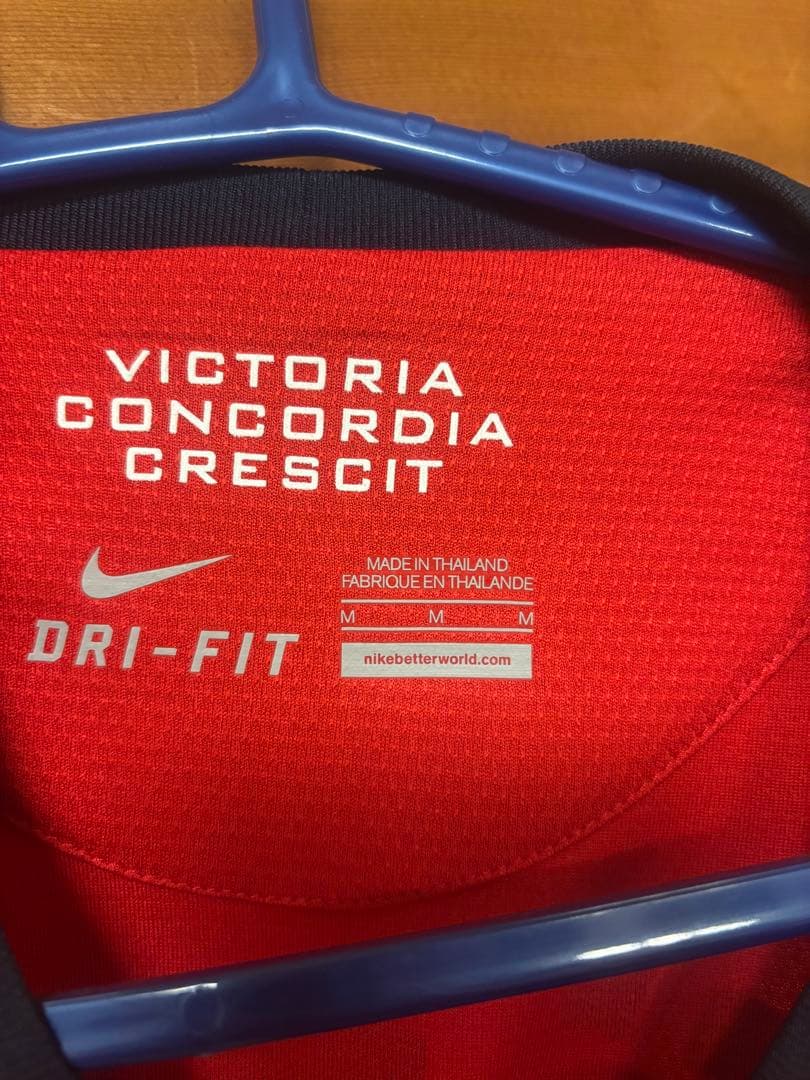 VICTORIA
CONCORDIA
CRESCIT
DRI-FIT
MADE IN THAILAND
FABRIQUE EN THAILANDE
M M M
nikebetterworld.com